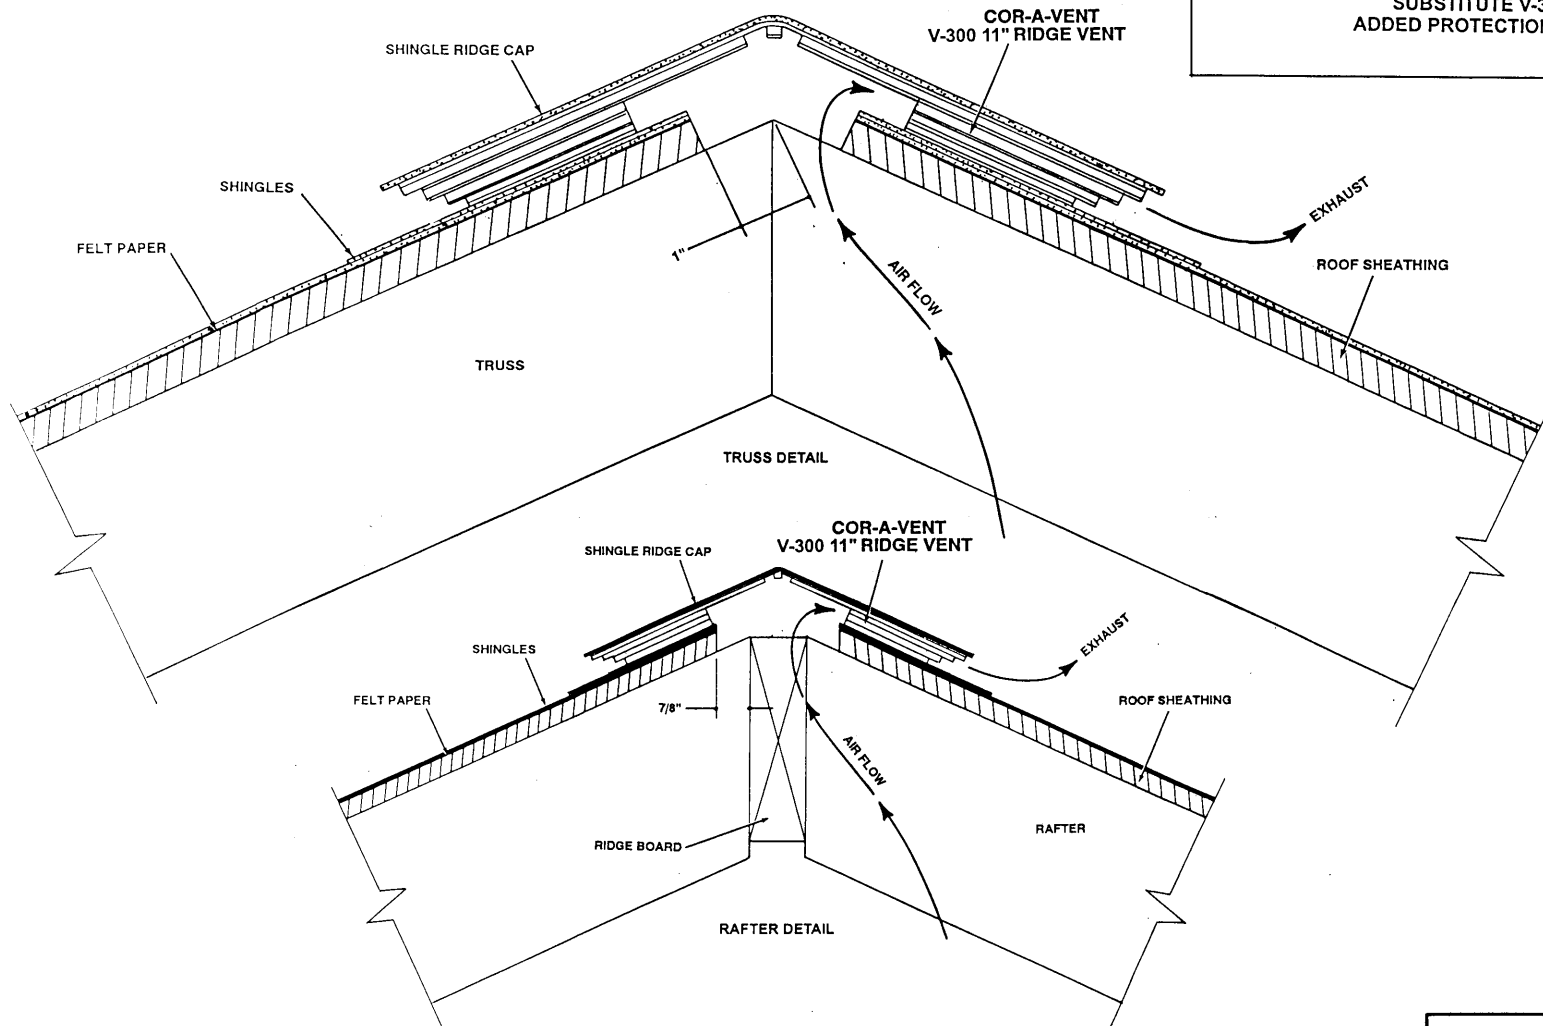 SUBSTITUTE V-3
ADDED PROTECTION
COR-A-VENT
V-300 11" RIDGE VENT
SHINGLE RIDGE CAP
SHINGLES
FELT PAPER
1"
AIR FLOW
EXHAUST
ROOF SHEATHING
TRUSS
TRUSS DETAIL
COR-A-VENT
V-300 11" RIDGE VENT
SHINGLE RIDGE CAP
SHINGLES
FELT PAPER
7/8"
AIR FLOW
EXHAUST
ROOF SHEATHING
RIDGE BOARD
RAFTER
RAFTER DETAIL